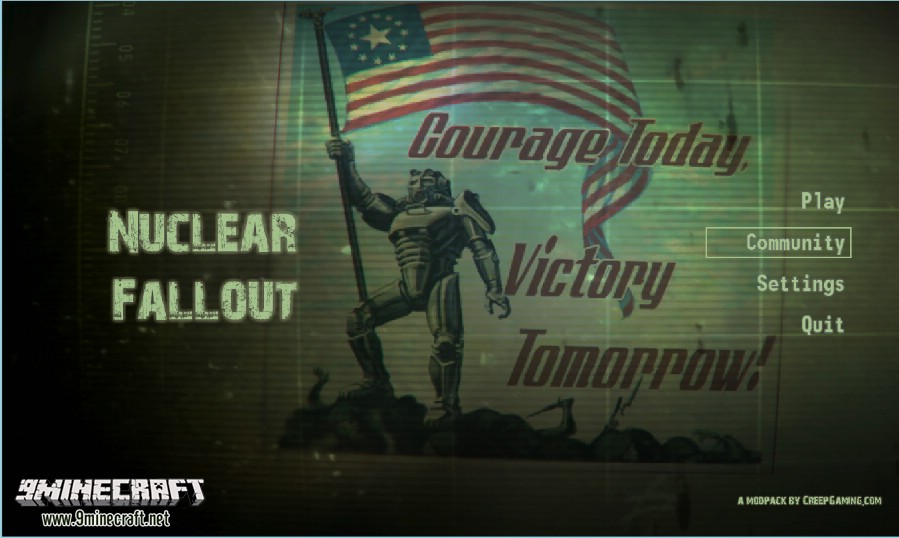 Courage Today,
Victory
Tomorrow!
Nuclear
Fallout
Play
Community
Settings
Quit
9MINECRAFT
www.9minecraft.net
A MODPACK BY CREEPGAMING.COM